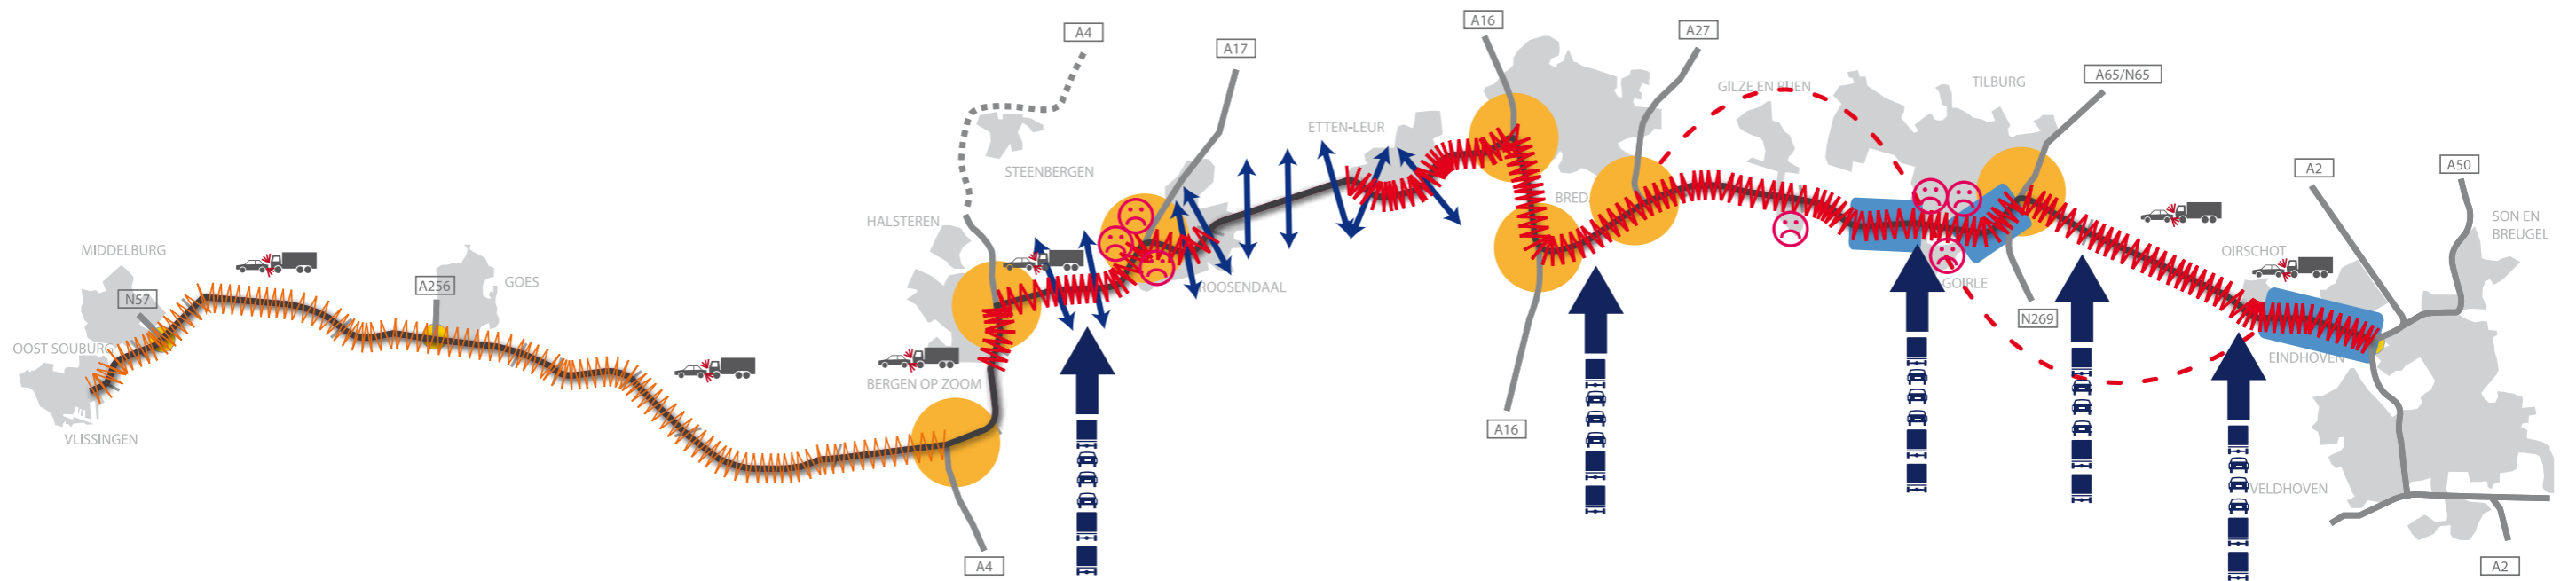 A16
A4
A27
A17
A65/N65
TILBURG
GILZE EN RIJEN
ETTEN-LEUR
A2
A50
STEENBERGEN
BRED
HALSTEREN
SON EN
BREUGEL
MIDDELBURG
OIRSCHOT
GOES
A256
ROOSENDAAL
GOIRLE
N57
N269
OOST SOUBURG
EINDHOVEN
BERGEN OP ZOOM
A16
VLISSINGEN
VELDHOVEN
A4
A2